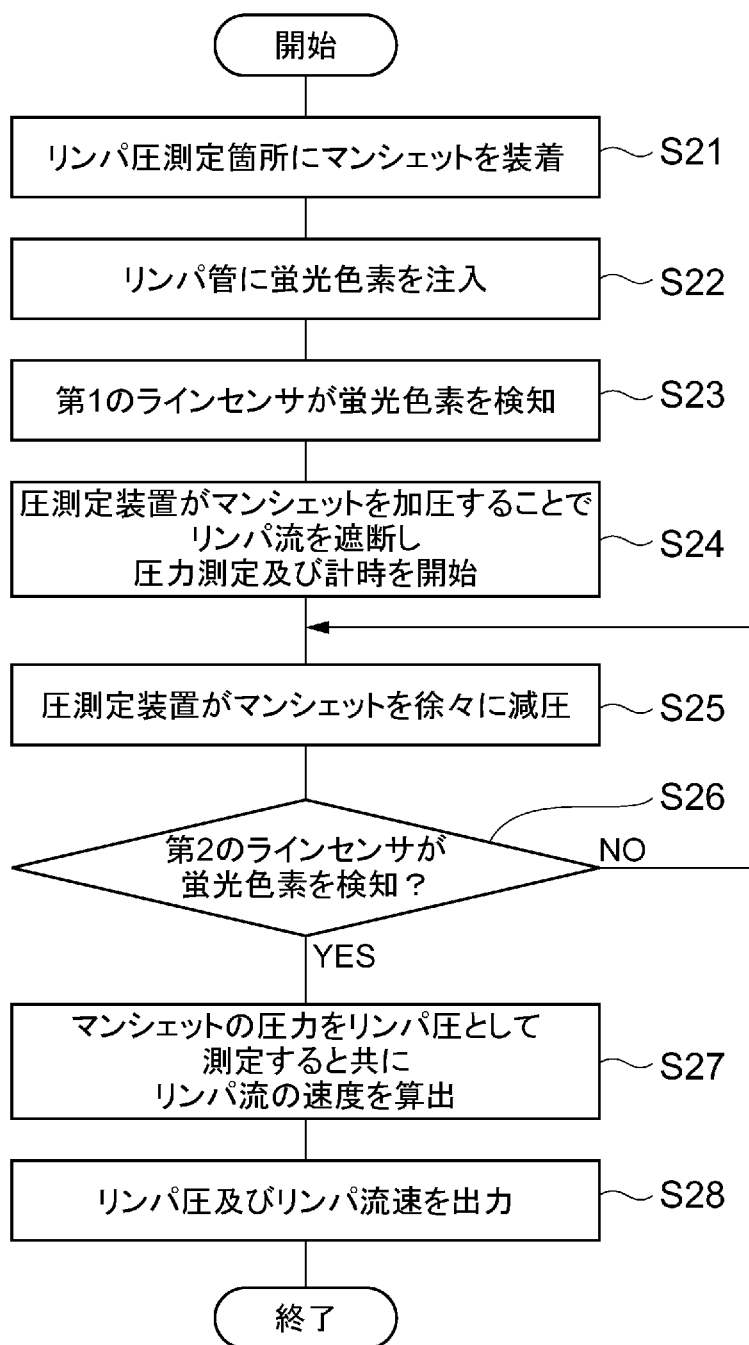 開始
リンパ圧測定箇所にマンシェットを装着
S21
リンパ管に蛍光色素を注入
S22
第1のラインセンサが蛍光色素を検知
S23
圧測定装置がマンシェットを加圧することで
リンパ流を遮断し
圧力測定及び計時を開始
S24
圧測定装置がマンシェットを徐々に減圧
S25
S26
第2のラインセンサが
蛍光色素を検知？
NO
YES
マンシェットの圧力をリンパ圧として
測定すると共に
リンパ流の速度を算出
S27
リンパ圧及びリンパ流速を出力
S28
終了